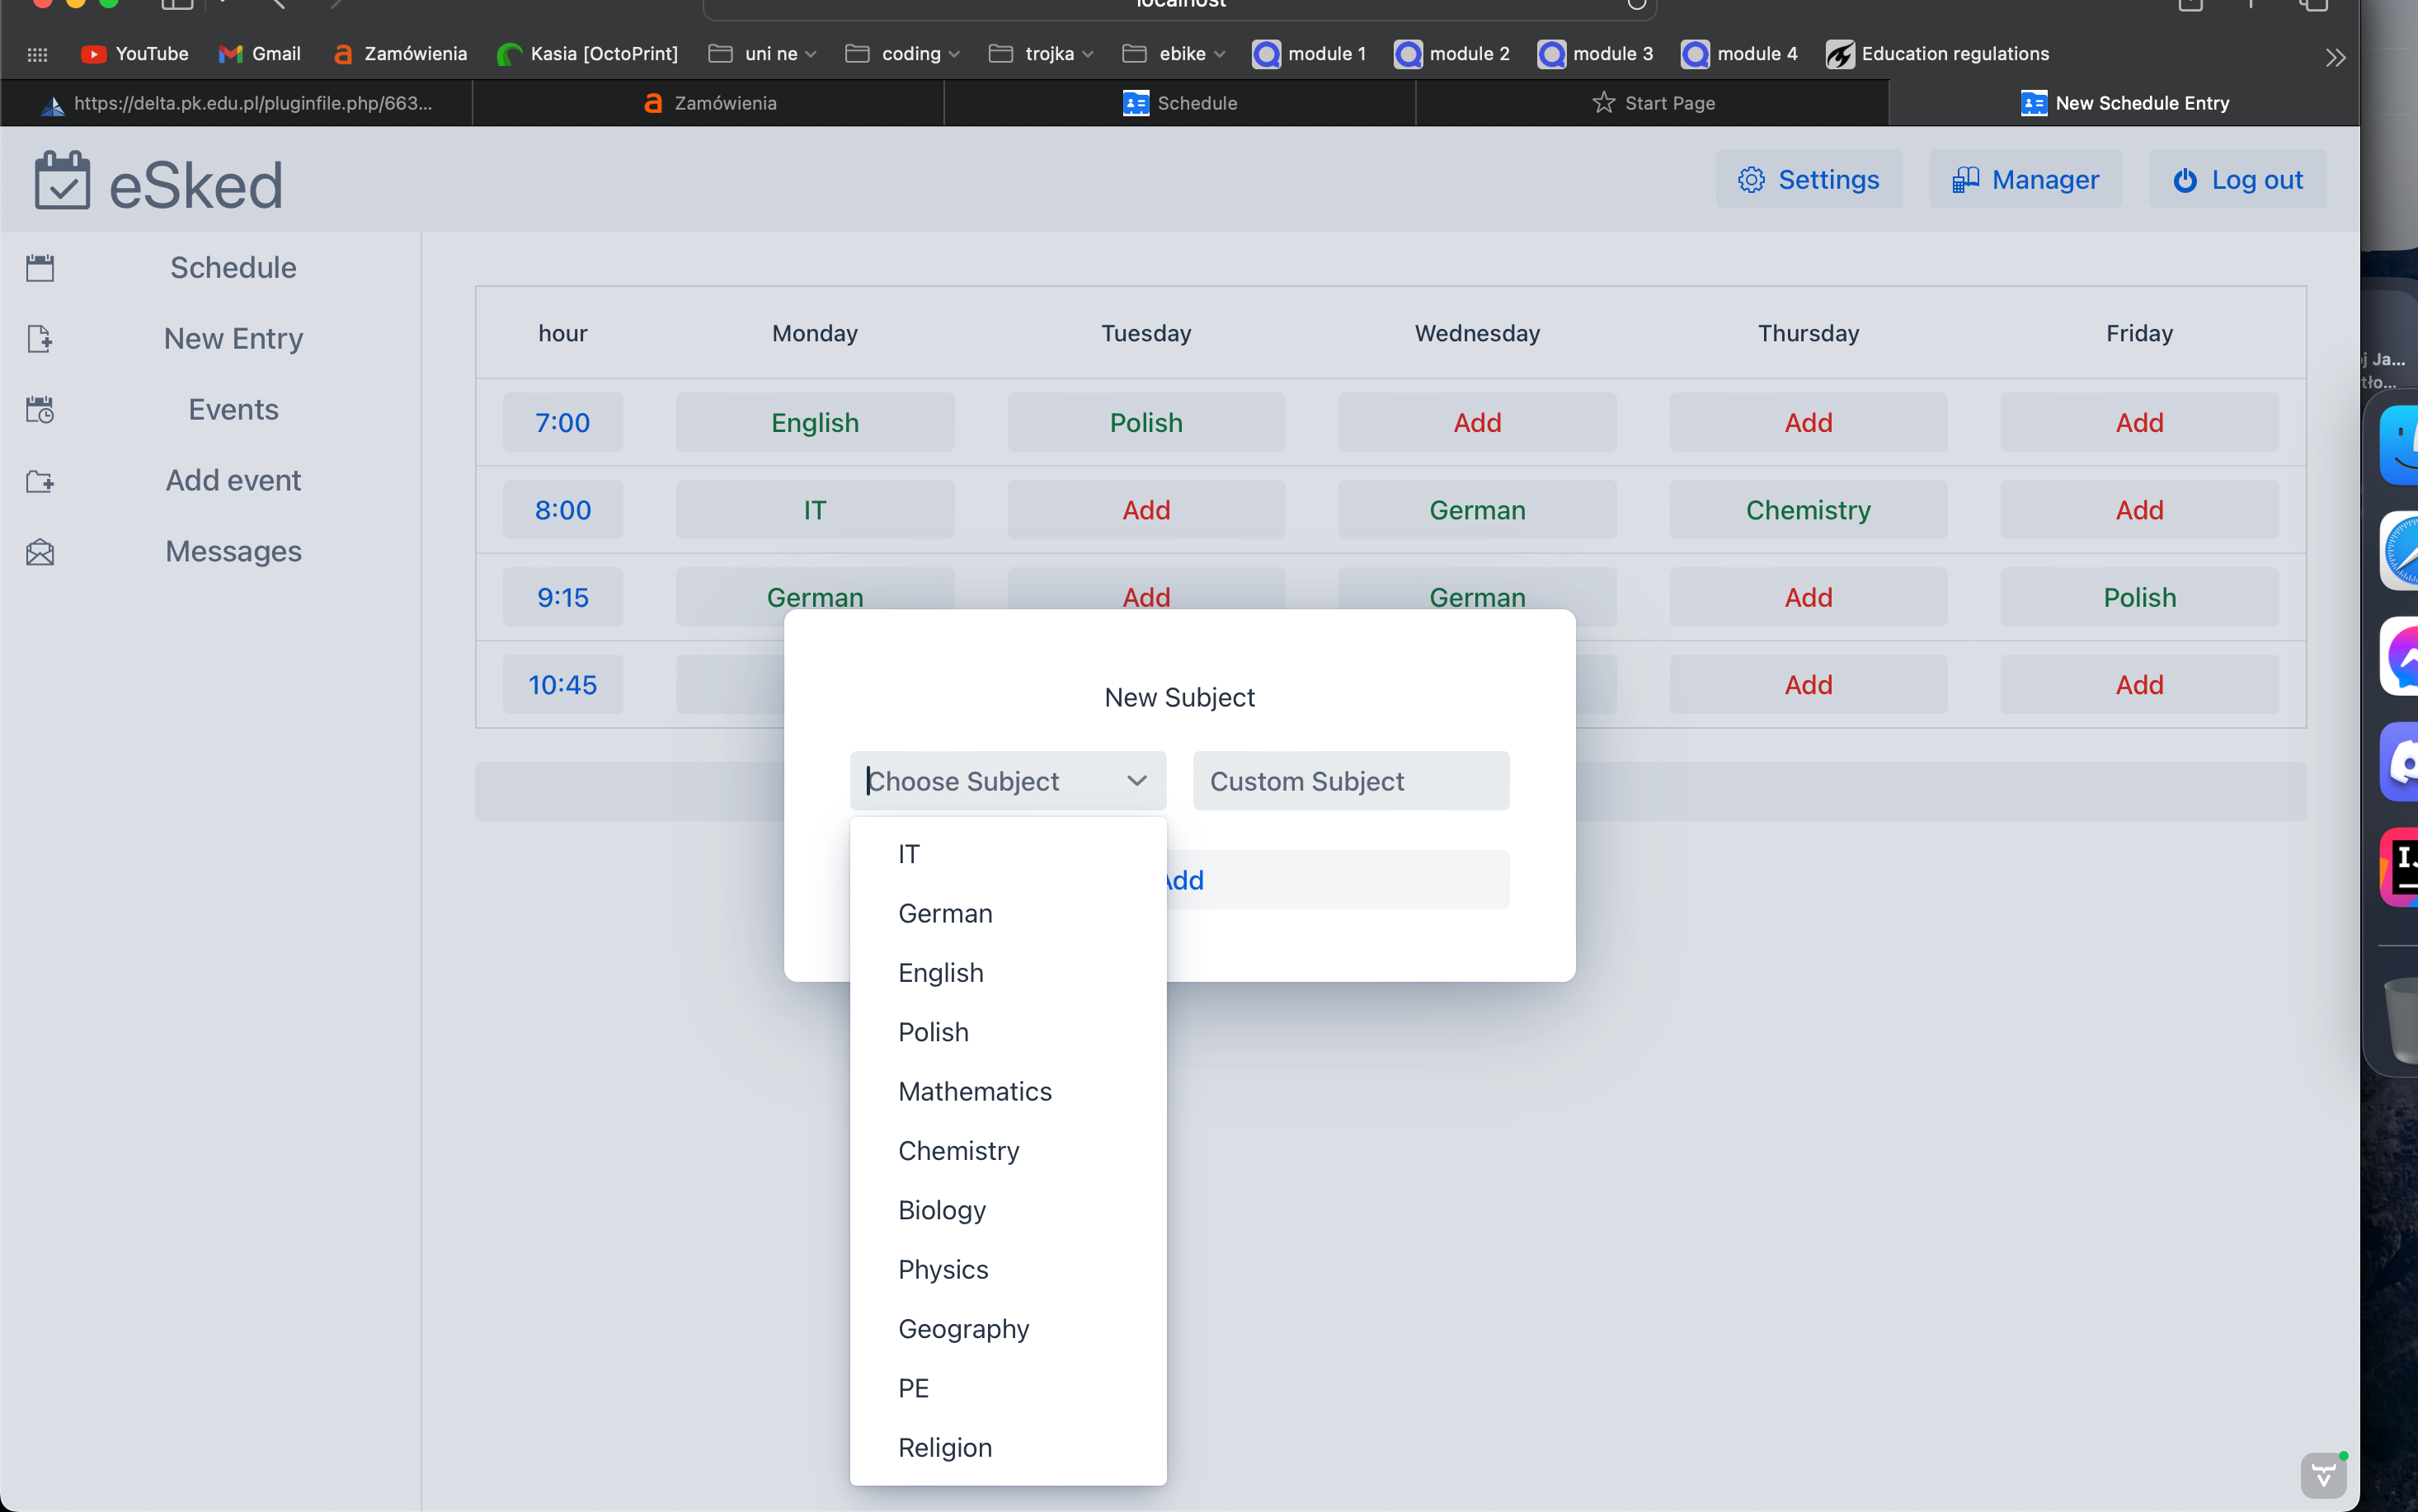 localhost
YouTube Gmail Zamówienia Kasia [OctoPrint] uni ne coding trojka ebike module 1 module 2 module 3 module 4 Education regulations
https://delta.pk.edu.pl/pluginfile.php/663... Zamówienia Schedule Start Page New Schedule Entry
eSked Settings Manager Log out
Schedule
New Entry
Events
Add event
Messages
hour Monday Tuesday Wednesday Thursday Friday
7:00 English Polish Add Add Add
8:00 IT Add German Chemistry Add
9:15 German Add German Add Polish
10:45 Add Add
New Subject
Choose Subject Custom Subject
Add
IT
German
English
Polish
Mathematics
Chemistry
Biology
Physics
Geography
PE
Religion